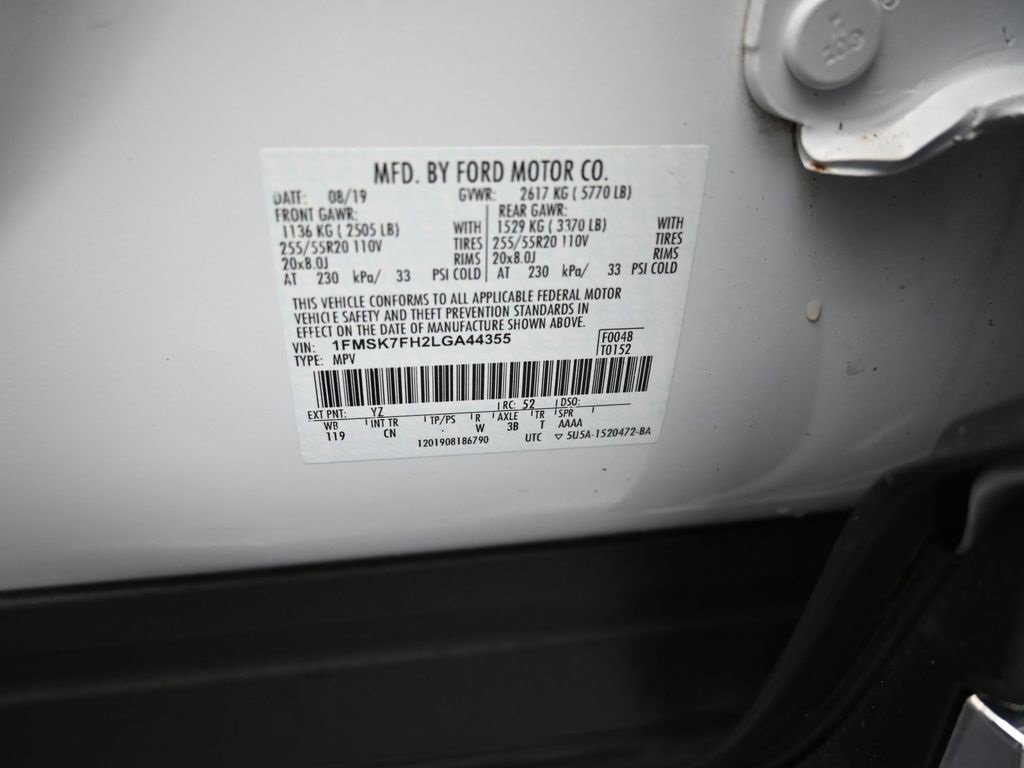 MFD. BY FORD MOTOR CO.
DATE: 08/19 GVWR: 2617 KG ( 5770 LB)
FRONT GAWR: REAR GAWR:
1136 KG ( 2505 LB) WITH 1529 KG ( 3370 LB) WITH
255/55R20 110V TIRES 255/55R20 110V TIRES
20x8.0J RIMS 20x8.0J RIMS
AT 230 kPa/ 33 PSI COLD AT 230 kPa/ 33 PSI COLD
THIS VEHICLE CONFORMS TO ALL APPLICABLE FEDERAL MOTOR
VEHICLE SAFETY AND THEFT PREVENTION STANDARDS IN
EFFECT ON THE DATE OF MANUFACTURE SHOWN ABOVE.
VIN: 1FMSK7FH2LGA44355 F0048
TYPE: MPV T0152
EXT PNT: YZ RC: 52 DSO:
WB INT TR TP/PS R AXLE TR SPR
119 CN W 3B T AAAA
1201908186790 UTC ▽ 5U5A-1520472-BA